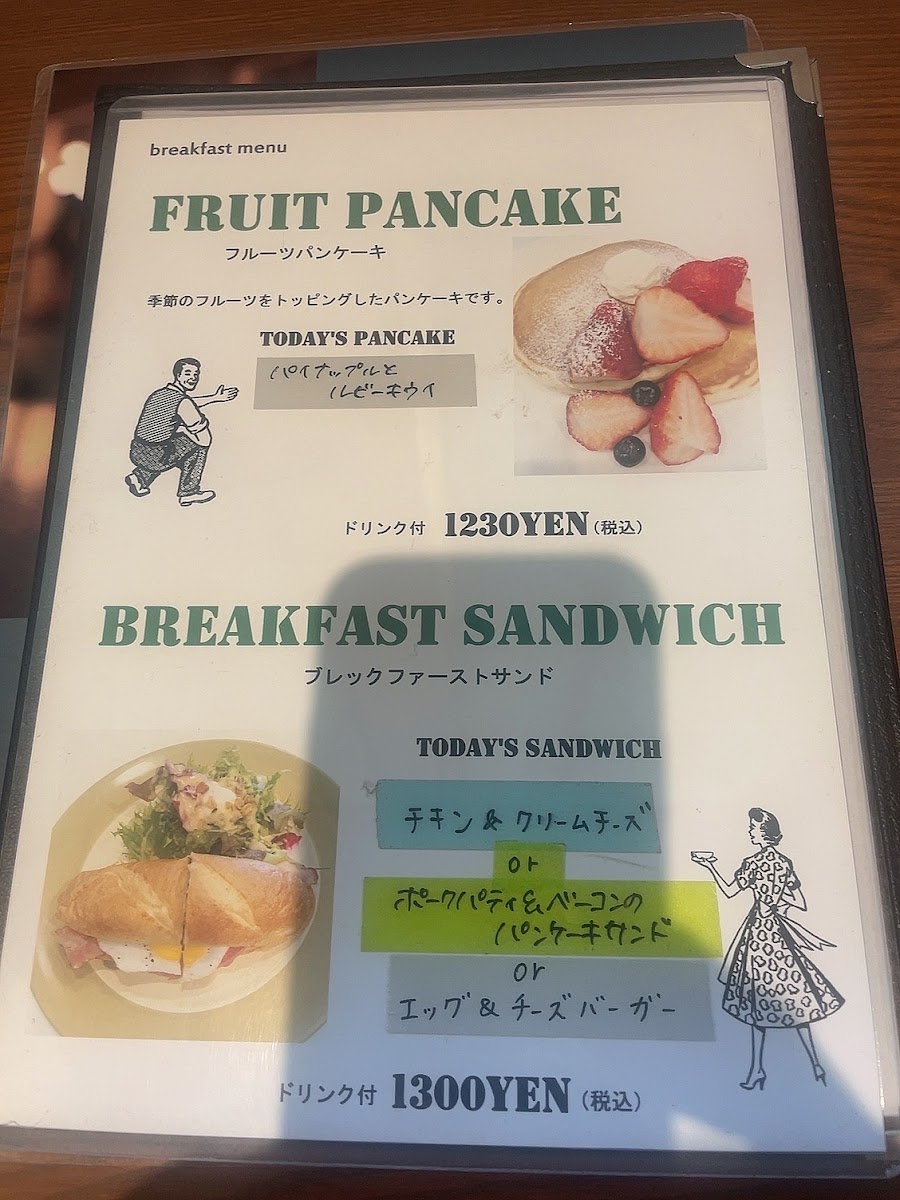 breakfast menu
FRUIT PANCAKE
フルーツパンケーキ
季節のフルーツをトッピングしたパンケーキです。
TODAY'S PANCAKE
パイナップルと
ルビーキウイ
ドリンク付 1230YEN(税込)
BREAKFAST SANDWICH
ブレックファーストサンド
TODAY'S SANDWICH
チキン & クリームチーズ
or
ポークパティ&ベーコンの
パンケーキサンド
or
エッグ & チーズバーガー
ドリンク付 1300YEN(税込)